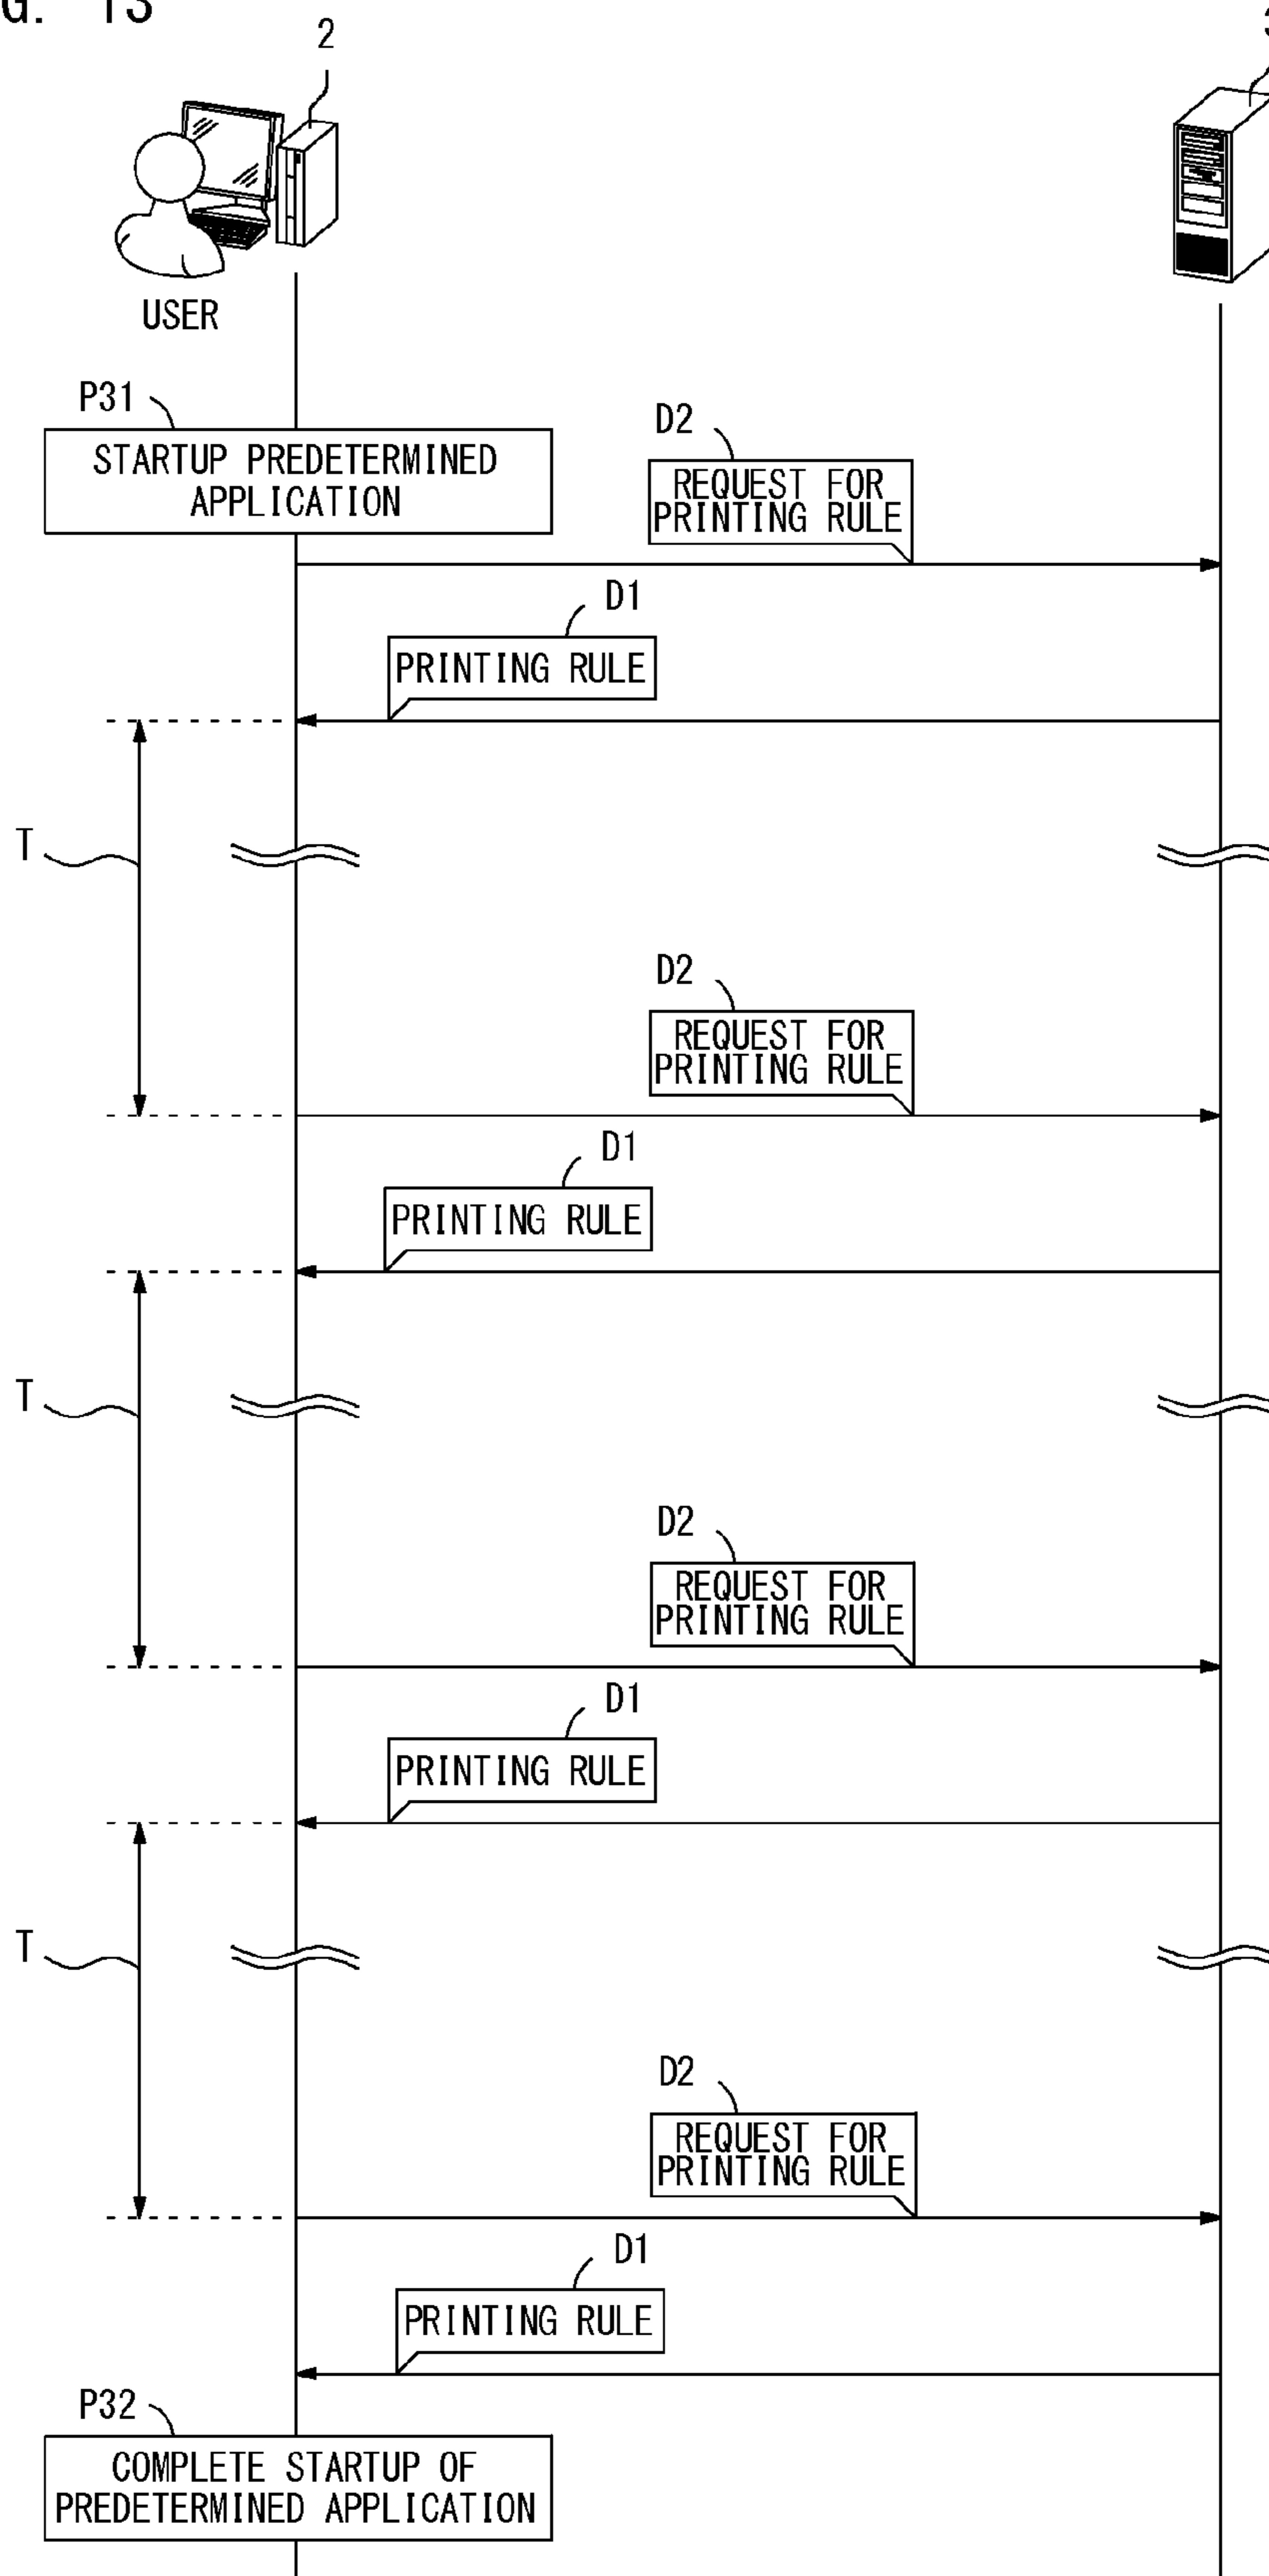 G. 13
2
USER
P31
STARTUP PREDETERMINED
APPLICATION
D2
REQUEST FOR
PRINTING RULE
D1
PRINTING RULE
T
D2
REQUEST FOR
PRINTING RULE
D1
PRINTING RULE
T
D2
REQUEST FOR
PRINTING RULE
D1
PRINTING RULE
T
D2
REQUEST FOR
PRINTING RULE
D1
PRINTING RULE
P32
COMPLETE STARTUP OF
PREDETERMINED APPLICATION